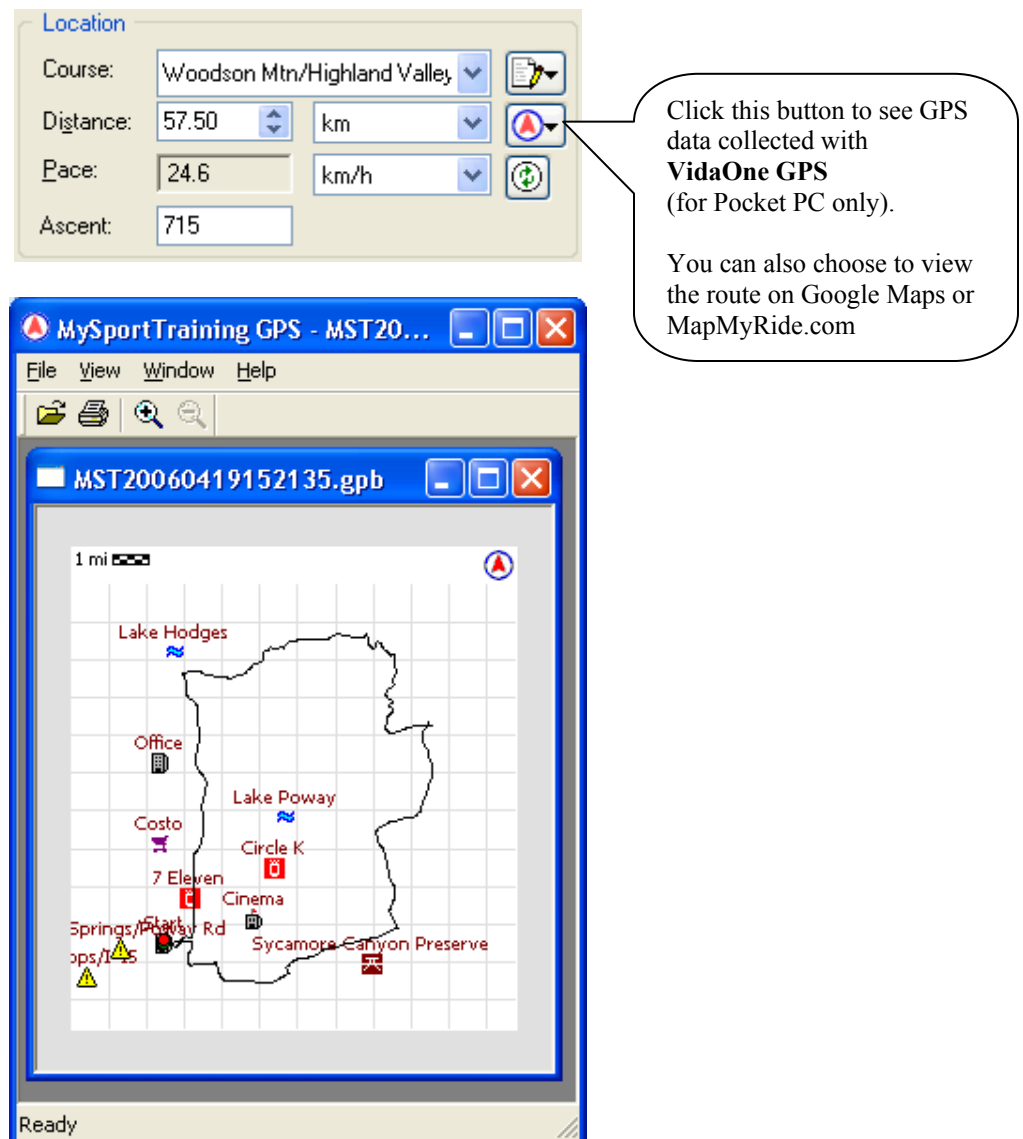 Location
Course: Woodson Mtn/Highland Valley
Distance: 57.50 km
Pace: 24.6 km/h
Ascent: 715
Click this button to see GPS
data collected with
VidaOne GPS
(for Pocket PC only).
You can also choose to view
the route on Google Maps or
MapMyRide.com
MySportTraining GPS - MST20...
File View Window Help
MST20060419152135.gpb
1 mi
Lake Hodges
Office
Lake Poway
Costo
Circle K
7 Eleven
Cinema
Start
Springs/Poway Rd
Sycamore Canyon Preserve
ops/I-15
Ready